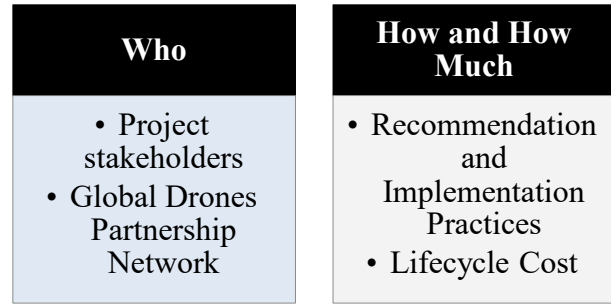 Who
• Project
stakeholders
• Global Drones
Partnership
Network
How and How
Much
• Recommendation
and
Implementation
Practices
• Lifecycle Cost